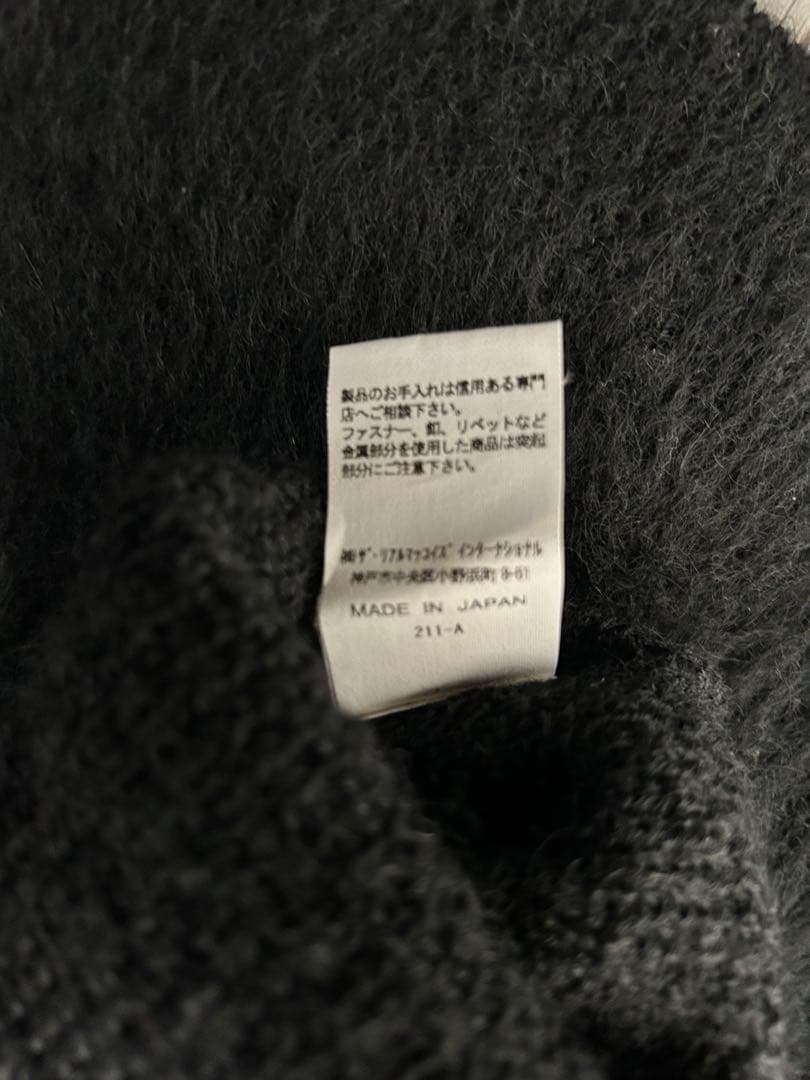 製品のお手入れは信用ある専門
店へご相談下さい。
ファスナー、釦、リベットなど
金属部分を使用した商品は突起
部分にご注意下さい。
㈱ｻﾞ･ﾘｱﾙﾏｯｺｲｽﾞｲﾝﾀｰﾅｼｮﾅﾙ
神戸市中央区小野浜町 9-61
MADE IN JAPAN
211-A